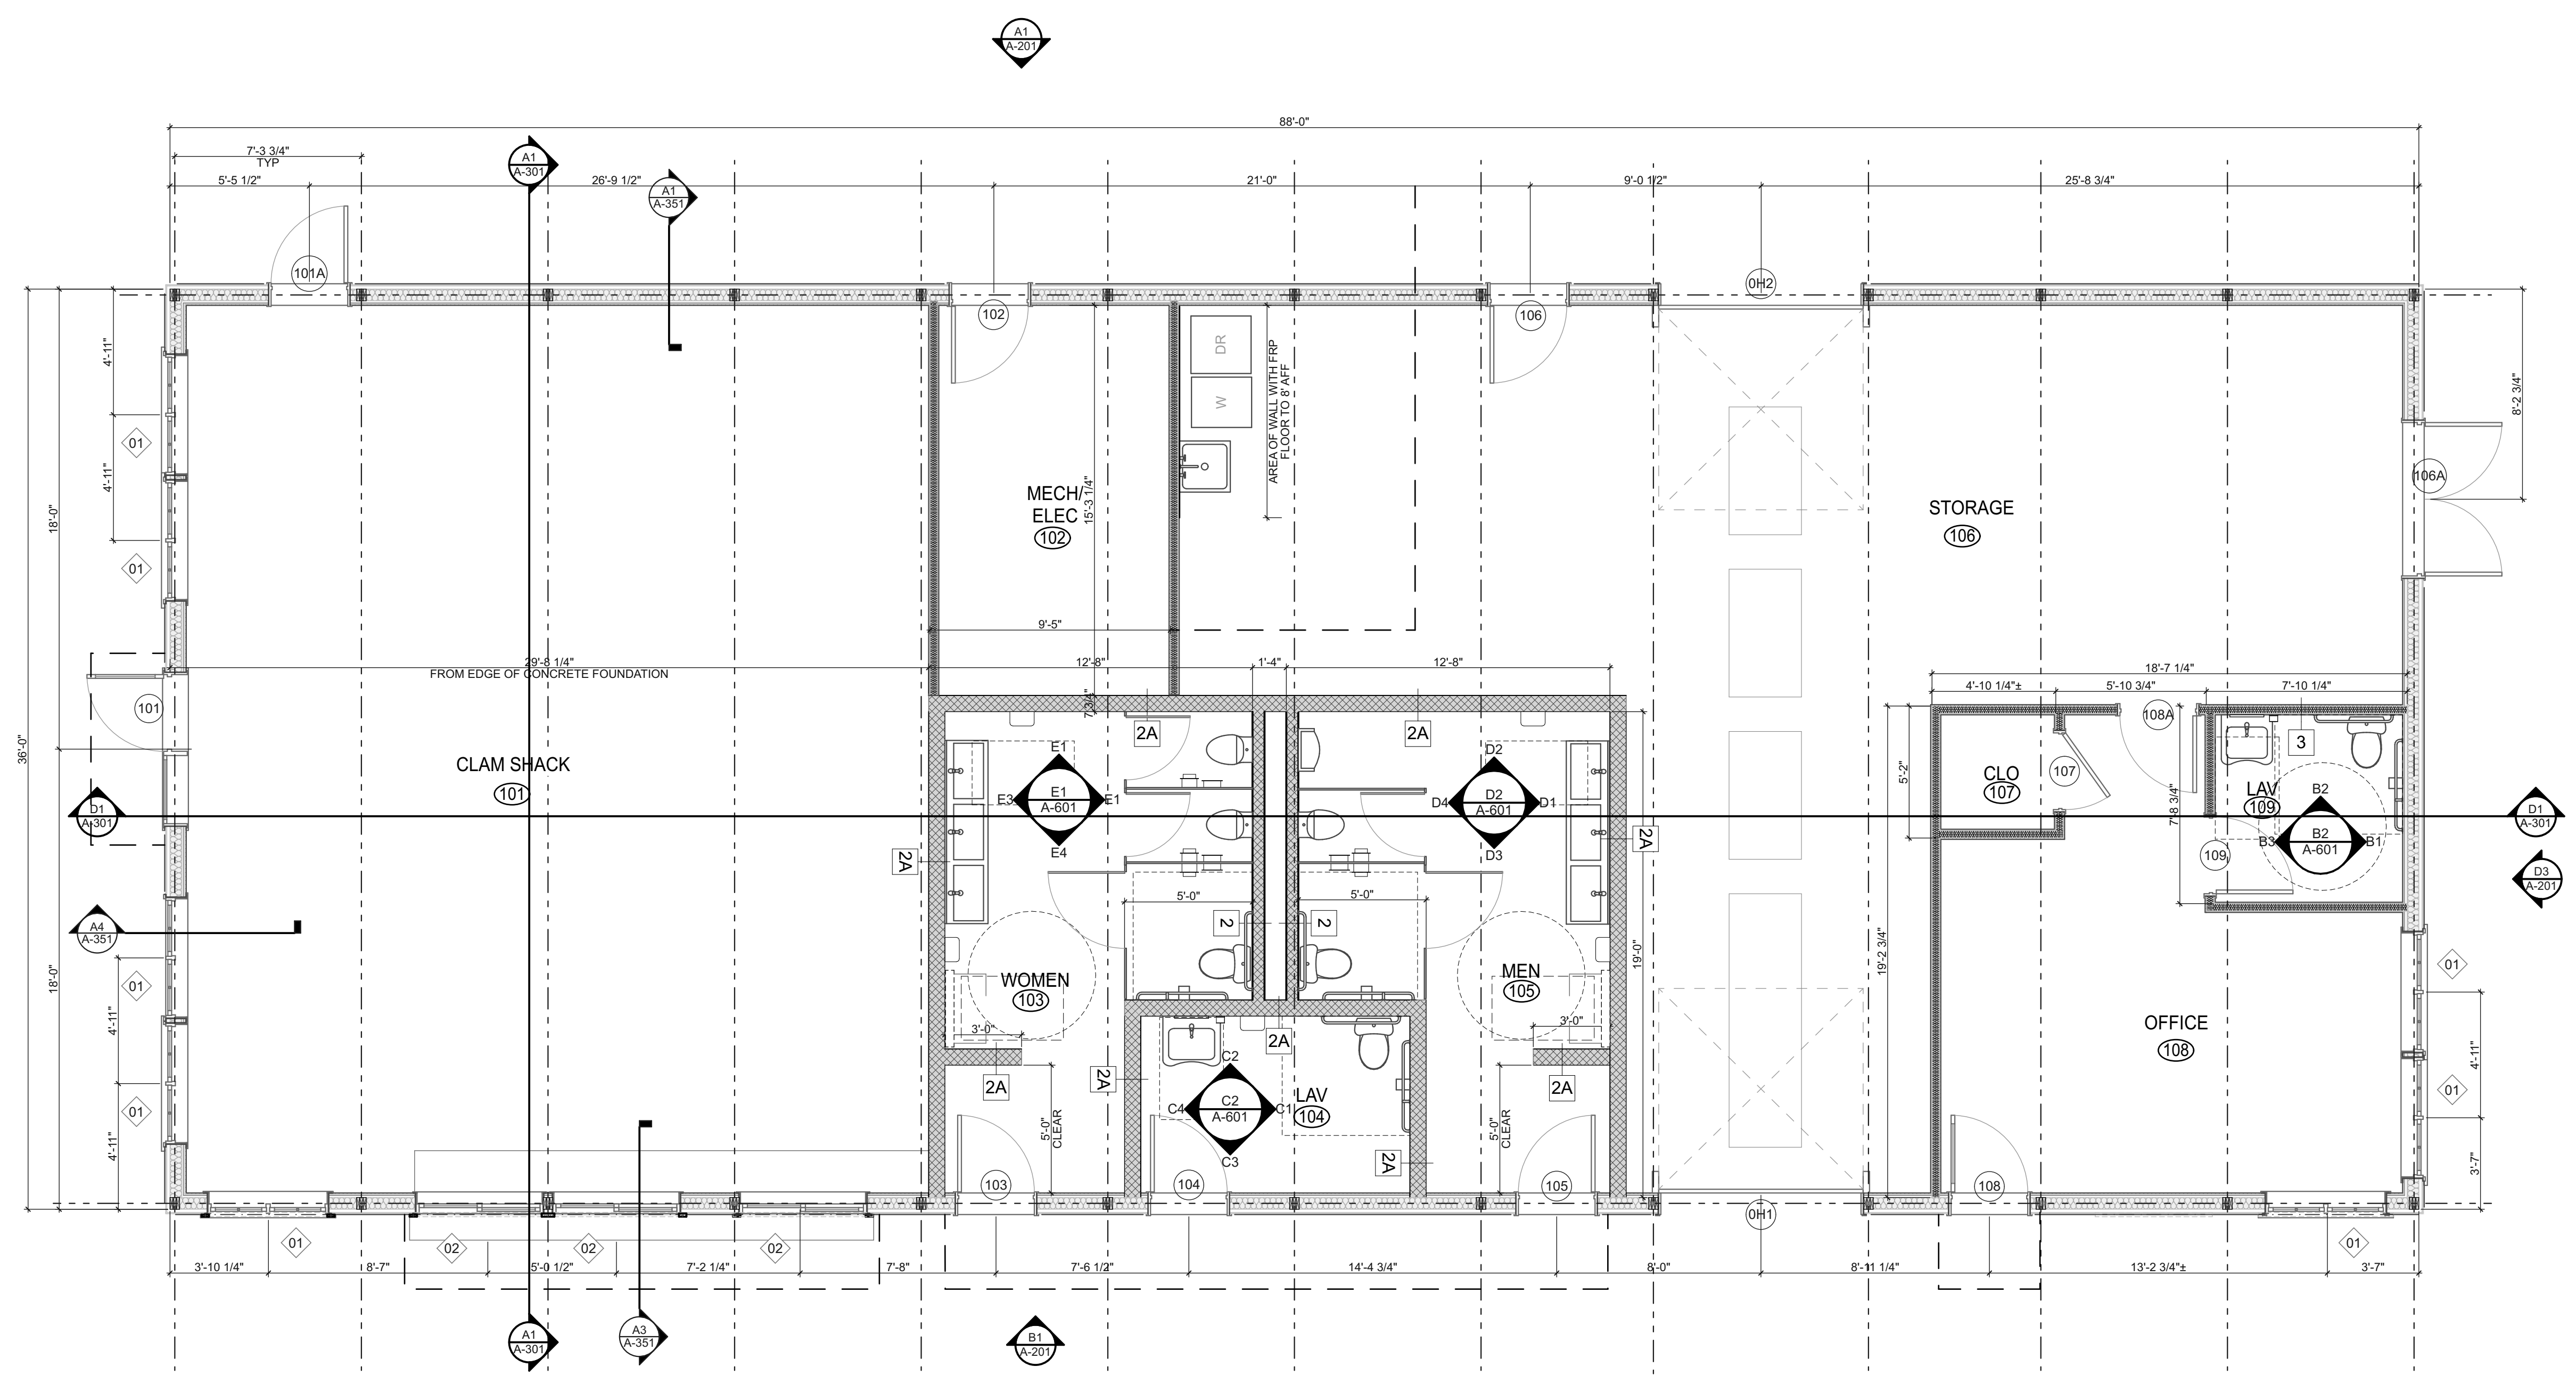 A1
A-201
88'-0"
7'-3 3/4"
TYP
A1
A-301
5'-5 1/2"
26'-9 1/2"
A1
A-351
21'-0"
9'-0 1/2"
25'-8 3/4"
101A
102
106
0H2
4'-11"
4'-11"
01
01
18'-0"
36'-0"
DR
W
AREA OF WALL WITH FRP
FLOOR TO 8' AFF
MECH/
ELEC
102
15'-3 1/4"
STORAGE
106
8'-2 3/4"
106A
9'-5"
29'-8 1/4"
FROM EDGE OF CONCRETE FOUNDATION
12'-8"
1'-4"
12'-8"
18'-7 1/4"
4'-10 1/4"±
5'-10 3/4"
7'-10 1/4"
7 3/4"
101
2A
2A
108A
3
CLAM SHACK
101
E1
E3
E1
A-601
E1
E4
D2
D4
D2
A-601
D1
D3
5'-2"
CLO
107
107
LAV
109
B2
B3
B2
A-601
B1
7'-8 3/4"
109
D1
A-301
D1
A-301
D3
A-201
2A
2A
A4
A-351
5'-0"
5'-0"
2
2
18'-0"
19'-0"
19'-2 3/4"
WOMEN
103
MEN
105
01
01
4'-11"
4'-11"
3'-0"
3'-0"
2A
2A
2A
2A
2A
5'-0"
CLEAR
5'-0"
CLEAR
C2
C4
C2
A-601
C1
C3
LAV
104
OFFICE
108
01
01
4'-11"
3'-7"
103
104
105
0H1
108
01
02
02
02
01
3'-10 1/4"
8'-7"
5'-0 1/2"
7'-2 1/4"
7'-8"
7'-6 1/2"
14'-4 3/4"
8'-0"
8'-11 1/4"
13'-2 3/4"±
3'-7"
A1
A-301
A3
A-351
B1
A-201